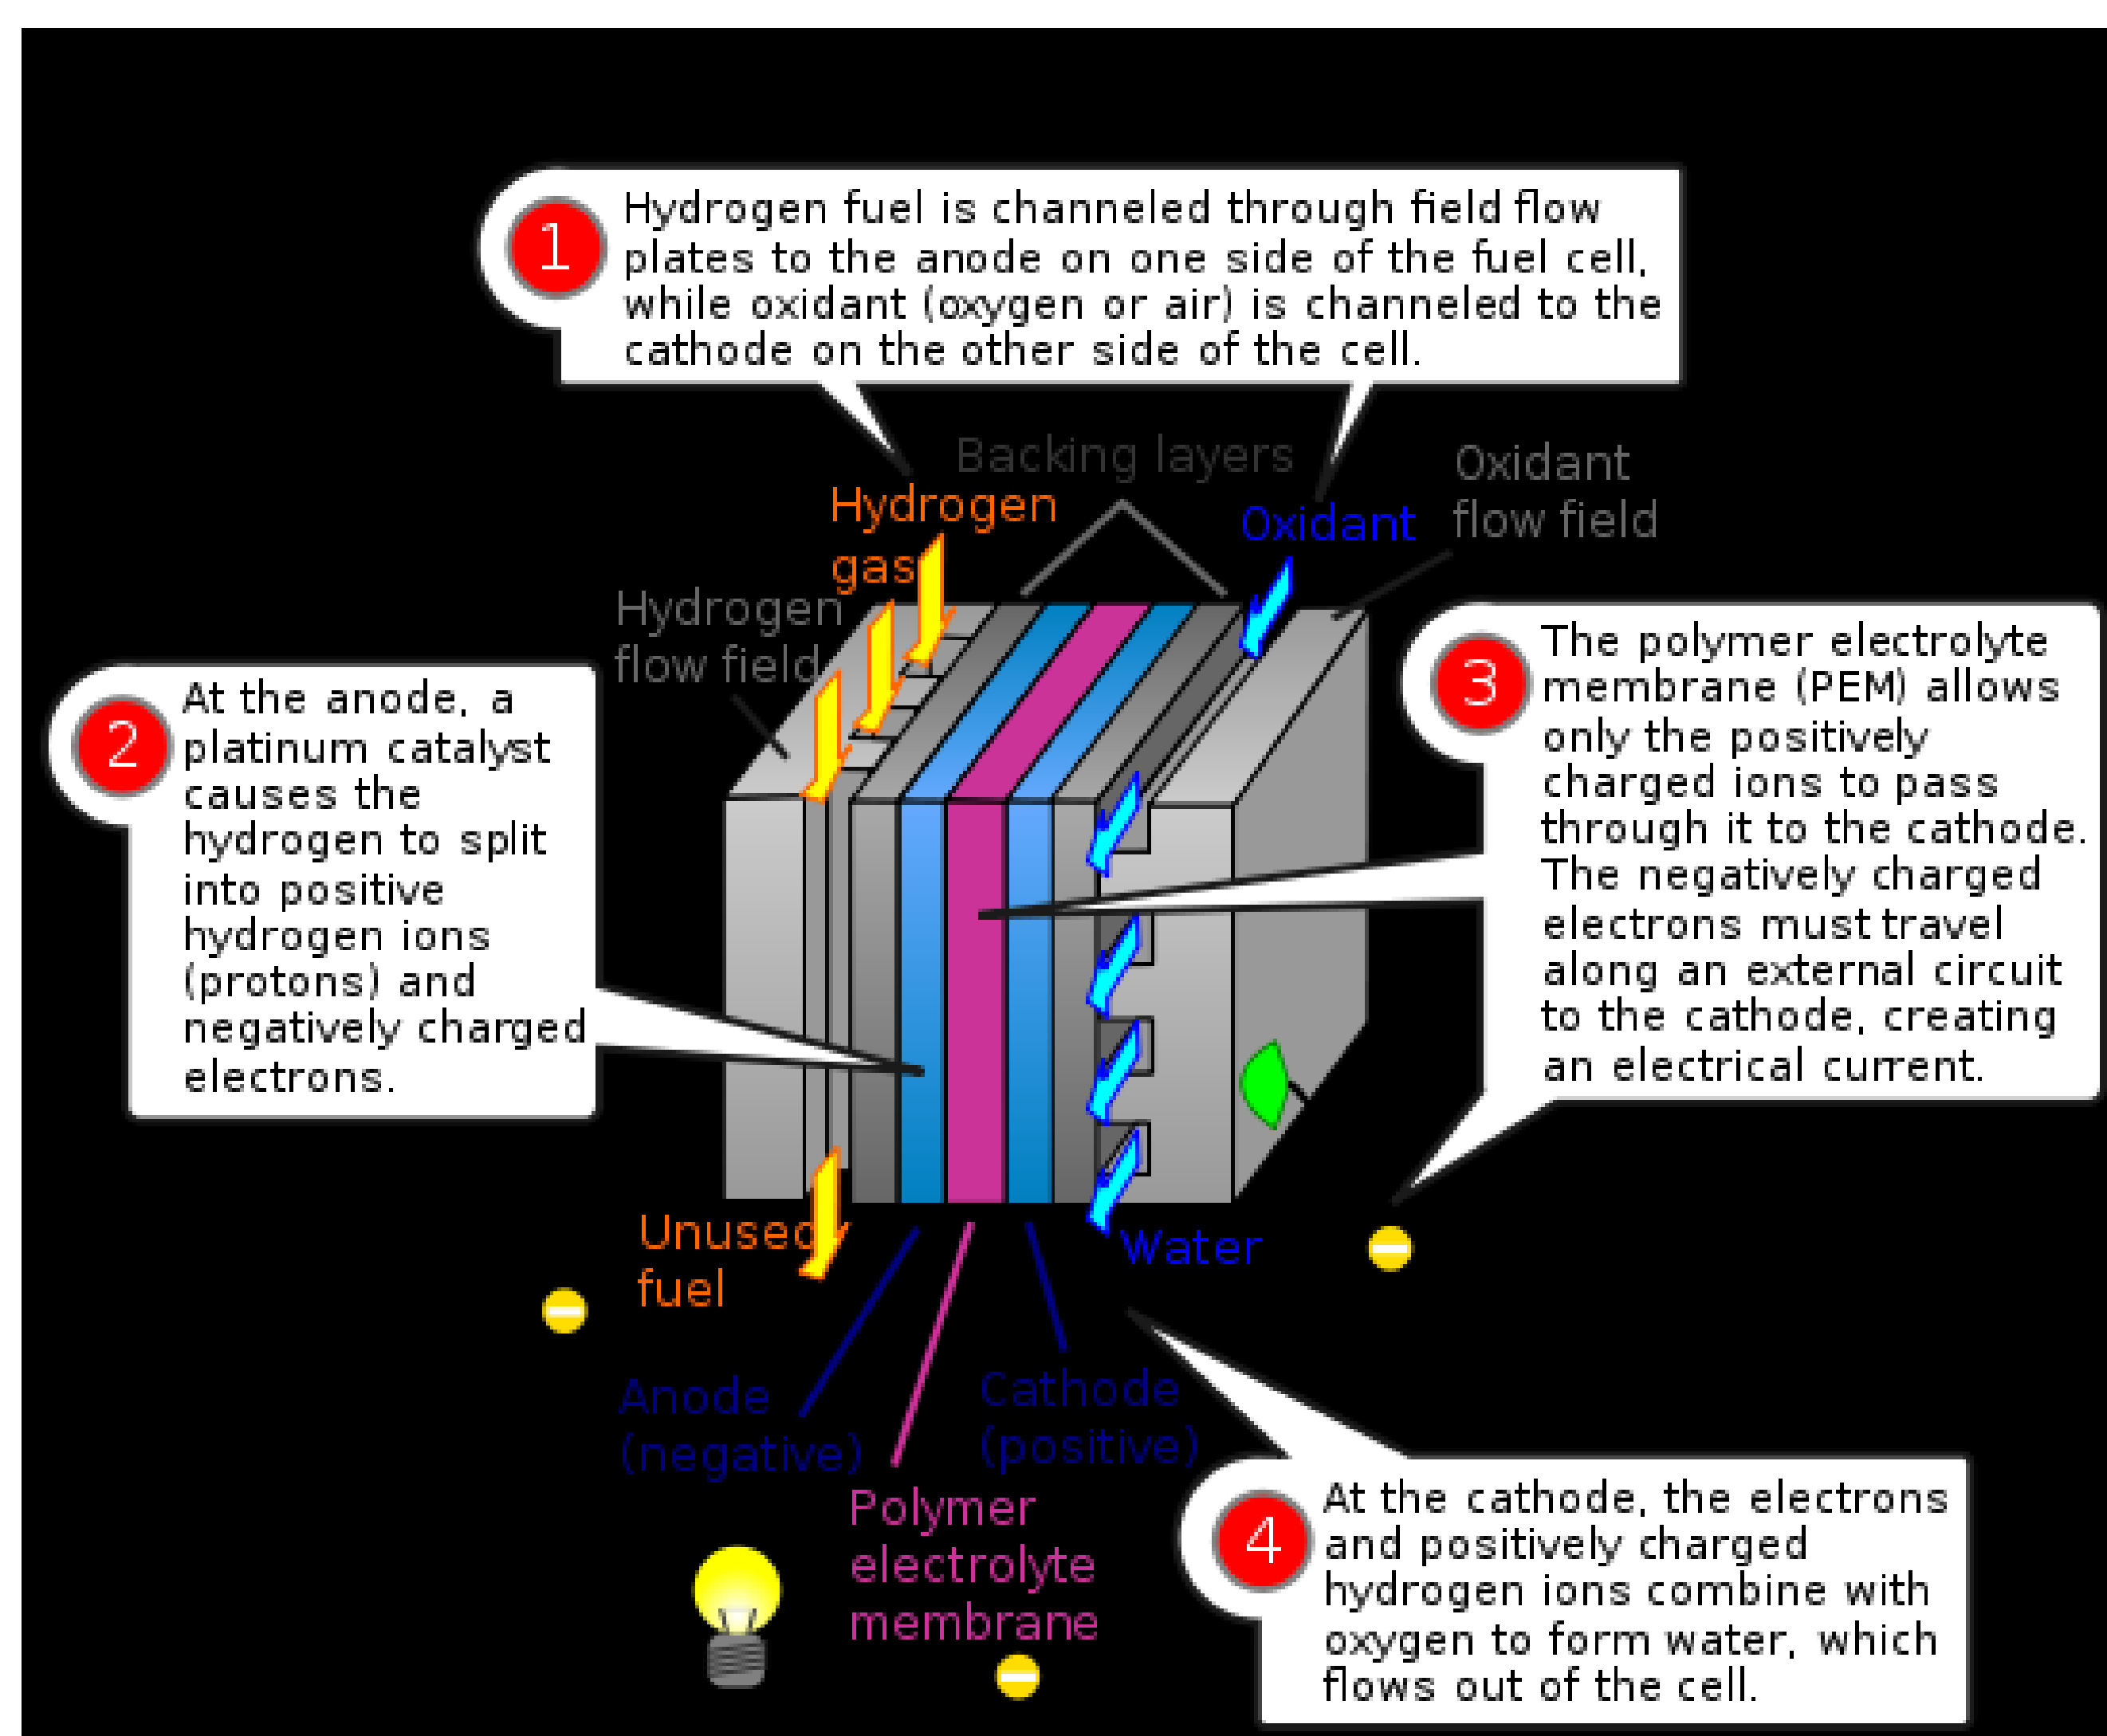 1
Hydrogen fuel is channeled through field flow
plates to the anode on one side of the fuel cell,
while oxidant (oxygen or air) is channeled to the
cathode on the other side of the cell.
Backing layers
Oxidant
flow field
Hydrogen
gas
Oxidant
Hydrogen
flow field
2
At the anode, a
platinum catalyst
causes the
hydrogen to split
into positive
hydrogen ions
(protons) and
negatively charged
electrons.
3
The polymer electrolyte
membrane (PEM) allows
only the positively
charged ions to pass
through it to the cathode.
The negatively charged
electrons must travel
along an external circuit
to the cathode, creating
an electrical current.
Unused
fuel
Water
Anode
(negative)
Cathode
(positive)
Polymer
electrolyte
membrane
4
At the cathode, the electrons
and positively charged
hydrogen ions combine with
oxygen to form water, which
flows out of the cell.